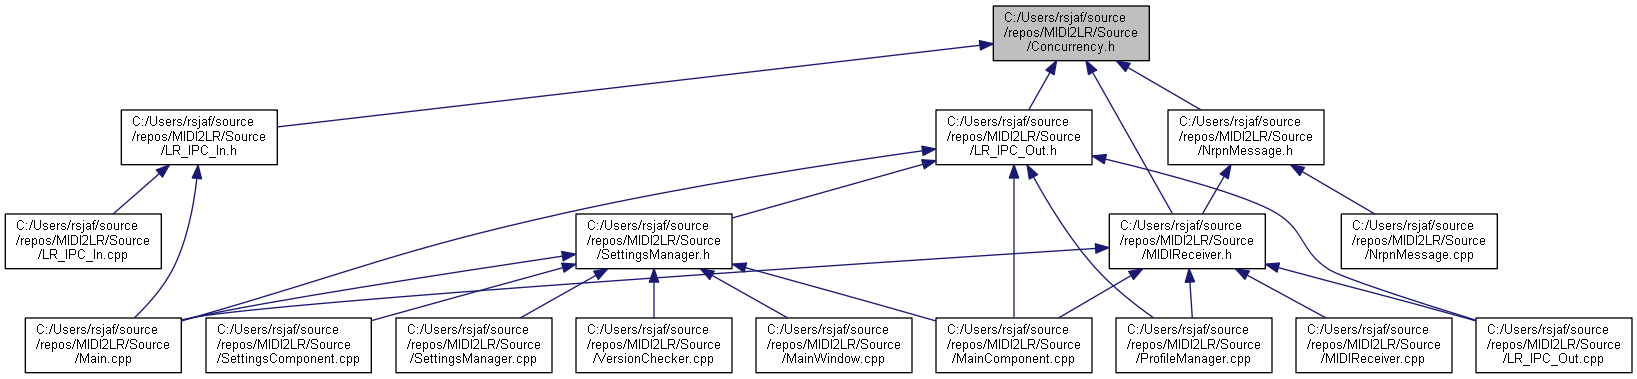 C:/Users/rsjaf/source
/repos/MIDI2LR/Source
/Concurrency.h
C:/Users/rsjaf/source
/repos/MIDI2LR/Source
/LR_IPC_In.h
C:/Users/rsjaf/source
/repos/MIDI2LR/Source
/LR_IPC_Out.h
C:/Users/rsjaf/source
/repos/MIDI2LR/Source
/NrpnMessage.h
C:/Users/rsjaf/source
/repos/MIDI2LR/Source
/LR_IPC_In.cpp
C:/Users/rsjaf/source
/repos/MIDI2LR/Source
/SettingsManager.h
C:/Users/rsjaf/source
/repos/MIDI2LR/Source
/MIDIReceiver.h
C:/Users/rsjaf/source
/repos/MIDI2LR/Source
/NrpnMessage.cpp
C:/Users/rsjaf/source
/repos/MIDI2LR/Source
/Main.cpp
C:/Users/rsjaf/source
/repos/MIDI2LR/Source
/SettingsComponent.cpp
C:/Users/rsjaf/source
/repos/MIDI2LR/Source
/SettingsManager.cpp
C:/Users/rsjaf/source
/repos/MIDI2LR/Source
/VersionChecker.cpp
C:/Users/rsjaf/source
/repos/MIDI2LR/Source
/MainWindow.cpp
C:/Users/rsjaf/source
/repos/MIDI2LR/Source
/MainComponent.cpp
C:/Users/rsjaf/source
/repos/MIDI2LR/Source
/ProfileManager.cpp
C:/Users/rsjaf/source
/repos/MIDI2LR/Source
/MIDIReceiver.cpp
C:/Users/rsjaf/source
/repos/MIDI2LR/Source
/LR_IPC_Out.cpp